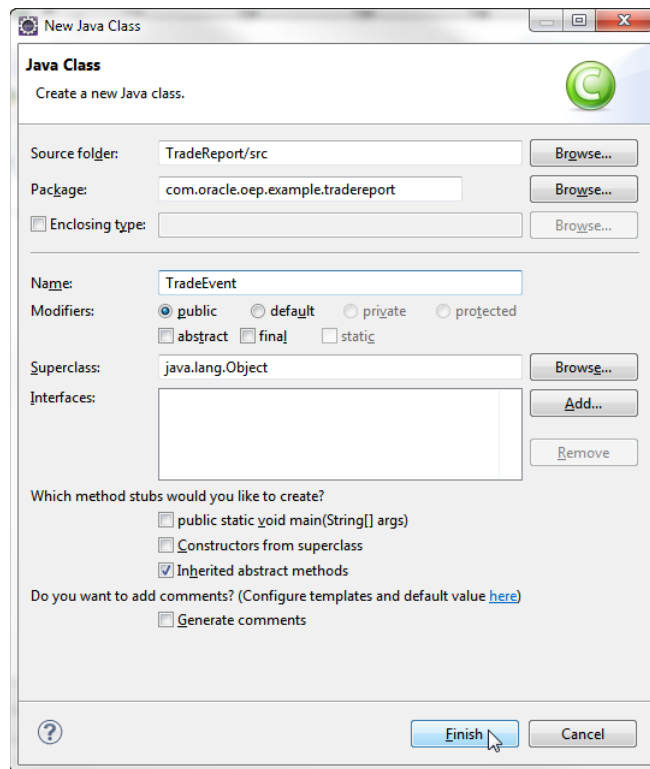 New Java Class
Java Class
Create a new Java class.
C
Source folder: TradeReport/src Browse...
Package: com.oracle.oep.example.tradereport Browse...
Enclosing type: Browse...
Name: TradeEvent
Modifiers: public default private protected
abstract final static
Superclass: java.lang.Object Browse...
Interfaces: Add...
Remove
Which method stubs would you like to create?
public static void main(String[] args)
Constructors from superclass
Inherited abstract methods
Do you want to add comments? (Configure templates and default value here)
Generate comments
? Finish Cancel